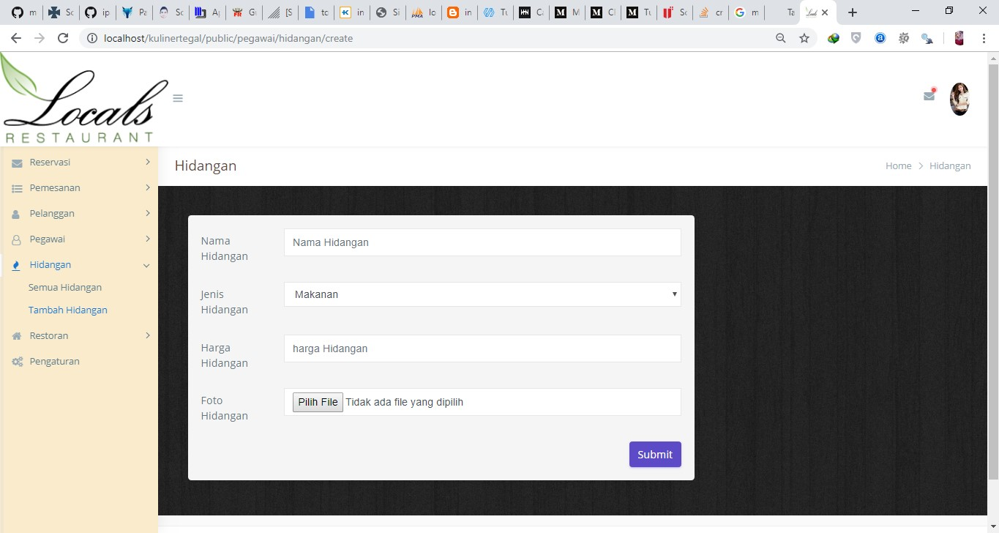 m
Sc
ip
Pa
Sc
Ap
Gu
[S
tc
in
Si
lo
in
Tu
Ca
M
Cl
Tu
Sc
cr
m
Ta
localhost/kulinertegal/public/pegawai/hidangan/create
Locals
RESTAURANT
Reservasi
Pemesanan
Pelanggan
Pegawai
Hidangan
Semua Hidangan
Tambah Hidangan
Restoran
Pengaturan
Hidangan
Home > Hidangan
Nama
Hidangan
Nama Hidangan
Jenis
Hidangan
Makanan
Harga
Hidangan
harga Hidangan
Foto
Hidangan
Pilih File Tidak ada file yang dipilih
Submit